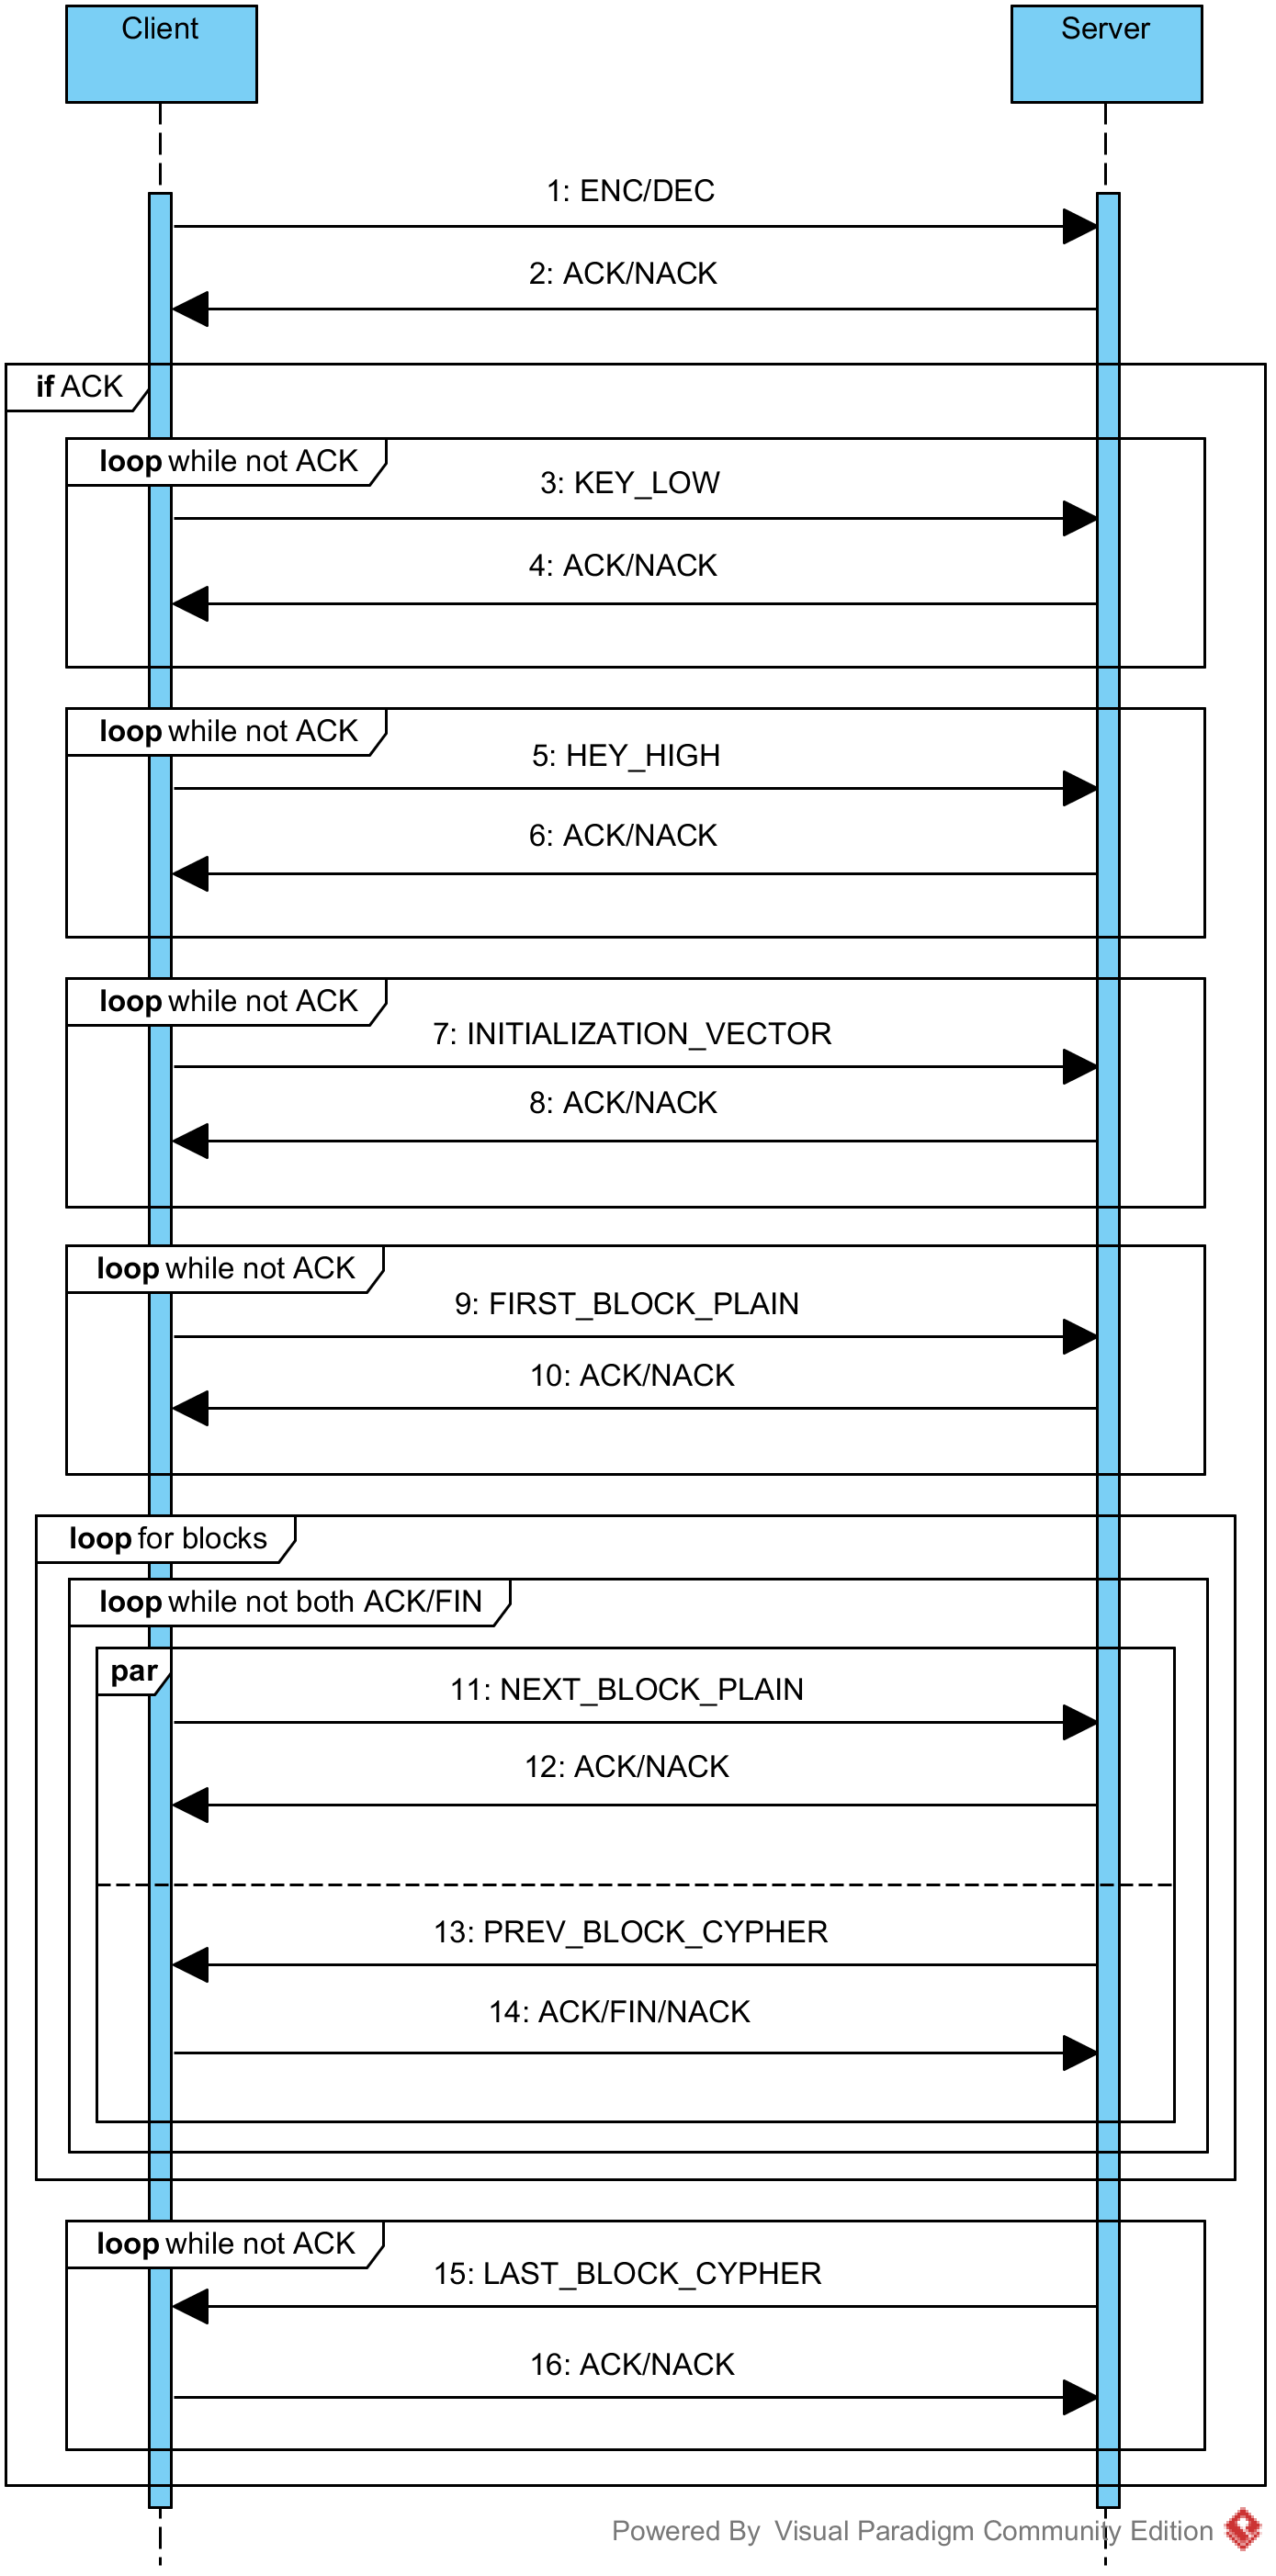 Client
Server
1: ENC/DEC
2: ACK/NACK
if ACK
loop while not ACK
3: KEY_LOW
4: ACK/NACK
loop while not ACK
5: HEY_HIGH
6: ACK/NACK
loop while not ACK
7: INITIALIZATION_VECTOR
8: ACK/NACK
loop while not ACK
9: FIRST_BLOCK_PLAIN
10: ACK/NACK
loop for blocks
loop while not both ACK/FIN
par
11: NEXT_BLOCK_PLAIN
12: ACK/NACK
13: PREV_BLOCK_CYPHER
14: ACK/FIN/NACK
loop while not ACK
15: LAST_BLOCK_CYPHER
16: ACK/NACK
Powered By Visual Paradigm Community Edition